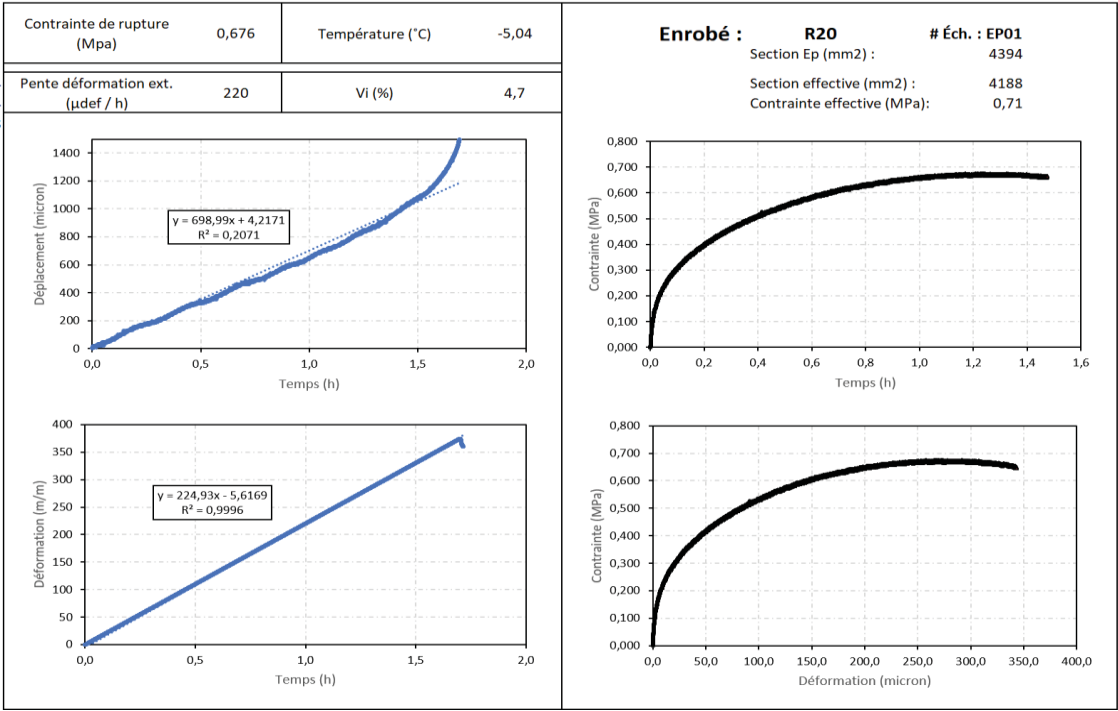 Contrainte de rupture
(Mpa)
0,676
Température (°C)
-5,04
Pente déformation ext.
(µdef / h)
220
Vi (%)
4,7
Enrobé :
R20
# Éch. : EP01
Section Ep (mm2) :
4394
Section effective (mm2) :
4188
Contrainte effective (MPa):
0,71
1400
1200
1000
800
600
400
200
0
Déplacement (micron)
y = 698,99x + 4,2171
R² = 0,2071
0,0
0,5
1,0
1,5
2,0
Temps (h)
0,800
0,700
0,600
0,500
0,400
0,300
0,200
0,100
0,000
Contrainte (MPa)
0,0
0,2
0,4
0,6
0,8
1,0
1,2
1,4
1,6
Temps (h)
400
350
300
250
200
150
100
50
0
Déformation (m/m)
y = 224,93x - 5,6169
R² = 0,9996
0,0
0,5
1,0
1,5
2,0
Temps (h)
0,800
0,700
0,600
0,500
0,400
0,300
0,200
0,100
0,000
Contrainte (MPa)
0,0
50,0
100,0
150,0
200,0
250,0
300,0
350,0
400,0
Déformation (micron)